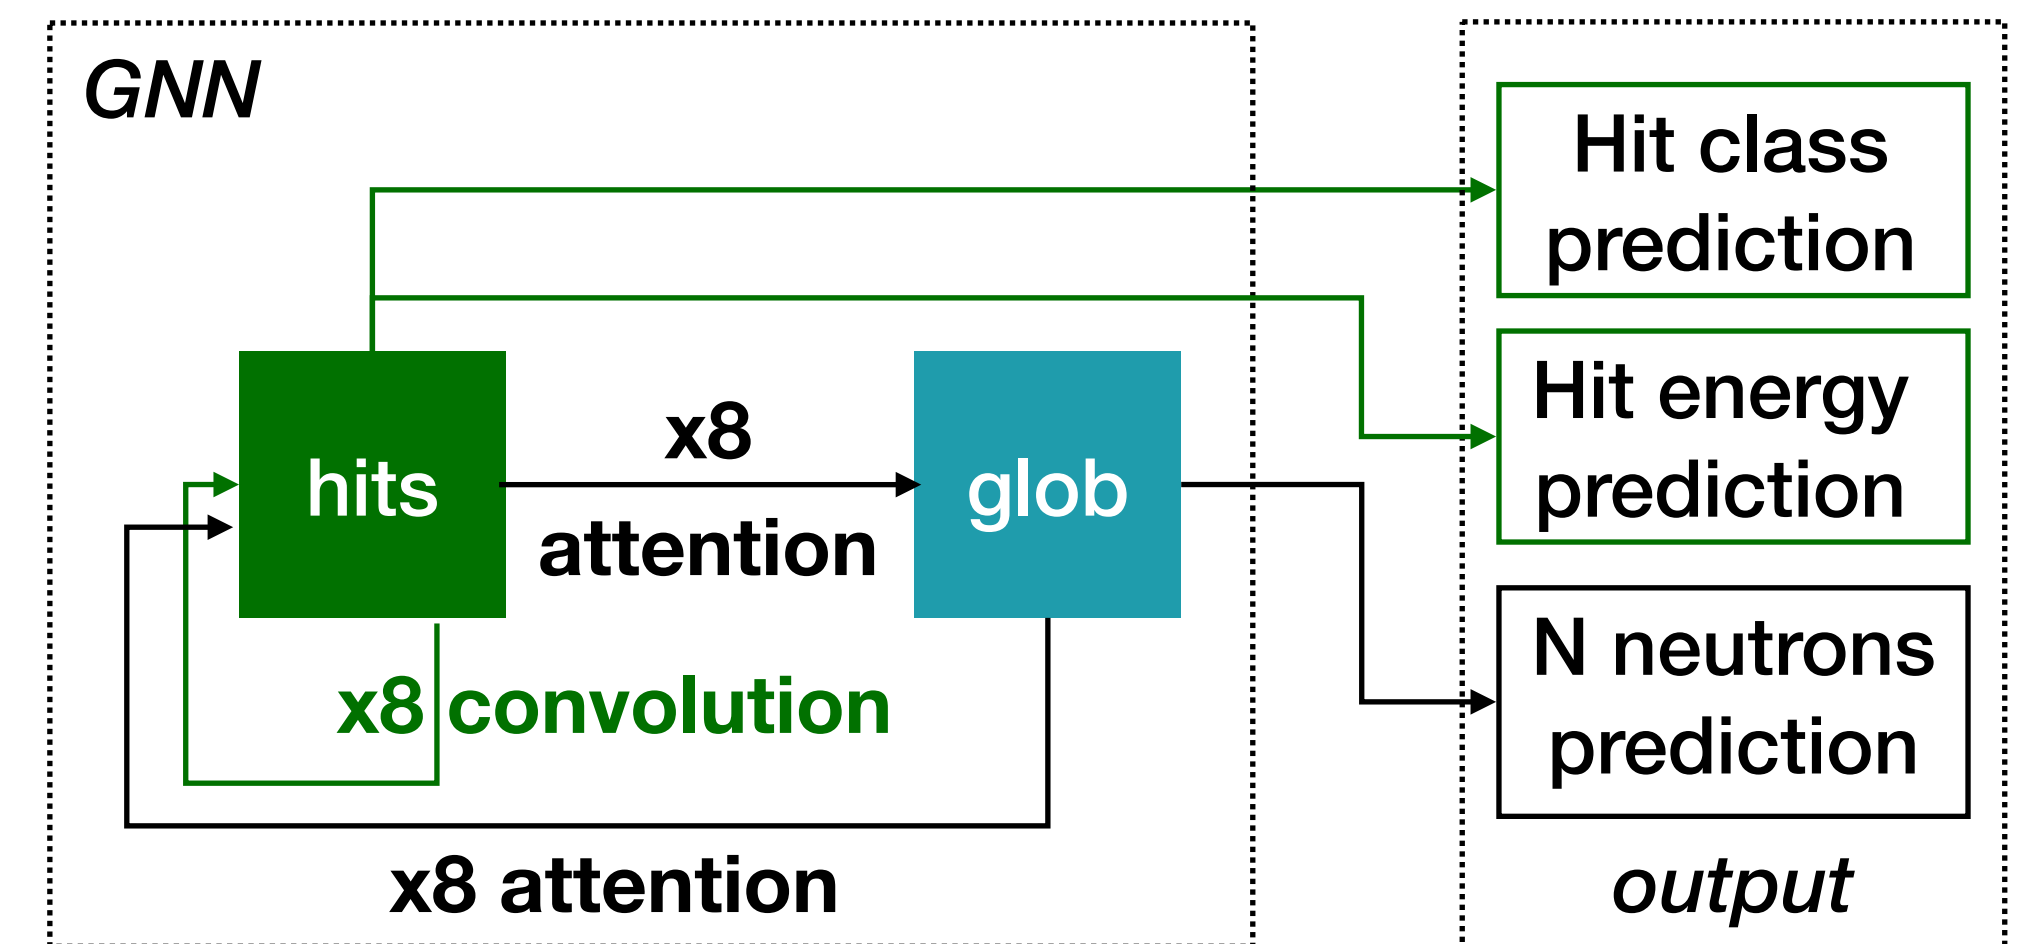 GNN
hits
x8
attention
glob
x8 convolution
x8 attention
Hit class
prediction
Hit energy
prediction
N neutrons
prediction
output